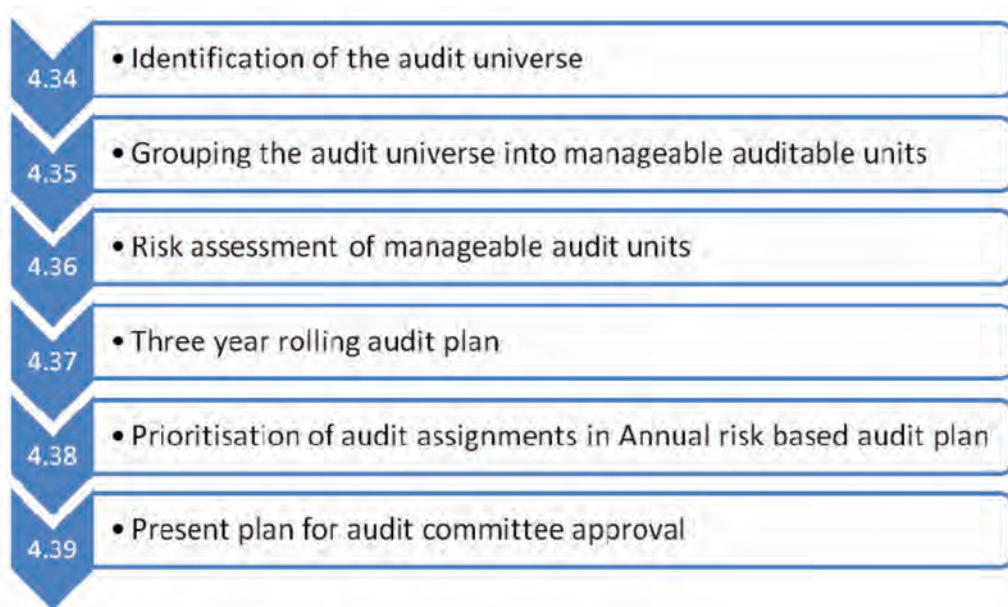 4.34
• Identification of the audit universe
4.35
• Grouping the audit universe into manageable auditable units
4.36
• Risk assessment of manageable audit units
4.37
• Three year rolling audit plan
4.38
• Prioritisation of audit assignments in Annual risk based audit plan
4.39
• Present plan for audit committee approval